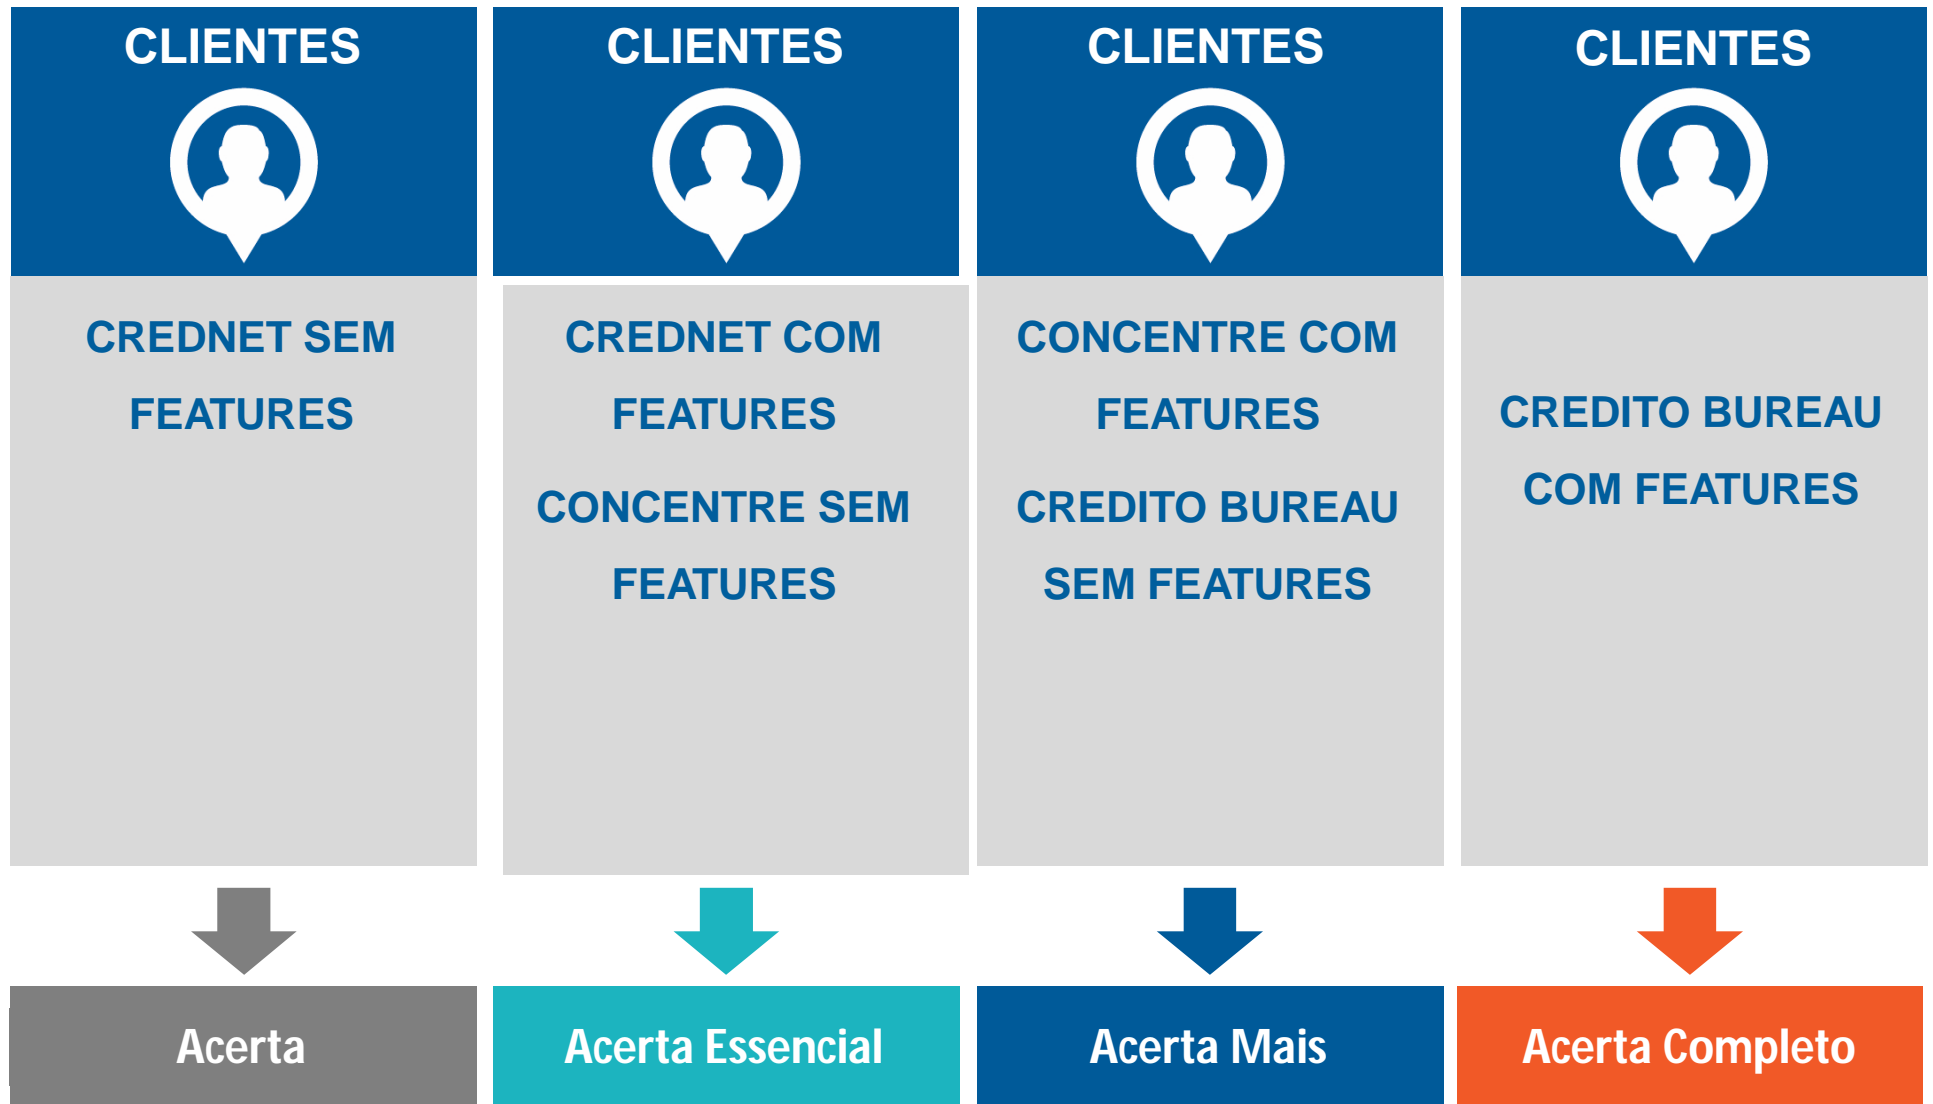 CLIENTES
CREDNET SEM
FEATURES
Acerta
CLIENTES
CREDNET COM
FEATURES
CONCENTRE SEM
FEATURES
Acerta Essencial
CLIENTES
CONCENTRE COM
FEATURES
CREDITO BUREAU
SEM FEATURES
Acerta Mais
CLIENTES
CREDITO BUREAU
COM FEATURES
Acerta Completo